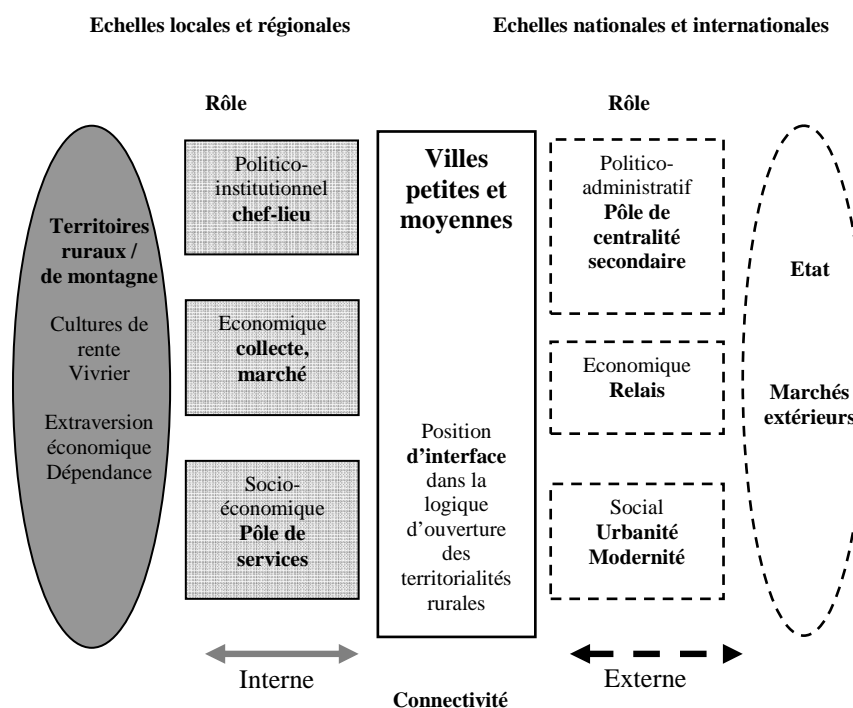 Echelles locales et régionales
Echelles nationales et internationales
Rôle
Rôle
Territoires
ruraux /
de montagne
Cultures de
rente
Vivrier
Extraversion
économique
Dépendance
Politico-
institutionnel
chef-lieu
Economique
collecte,
marché
Socio-
économique
Pôle de
services
Villes
petites et
moyennes
Position
d’interface
dans la
logique
d’ouverture
des
territorialités
rurales
Politico-
administratif
Pôle de
centralité
secondaire
Economique
Relais
Social
Urbanité
Modernité
Etat
Marchés
extérieurs
Interne
Externe
Connectivité